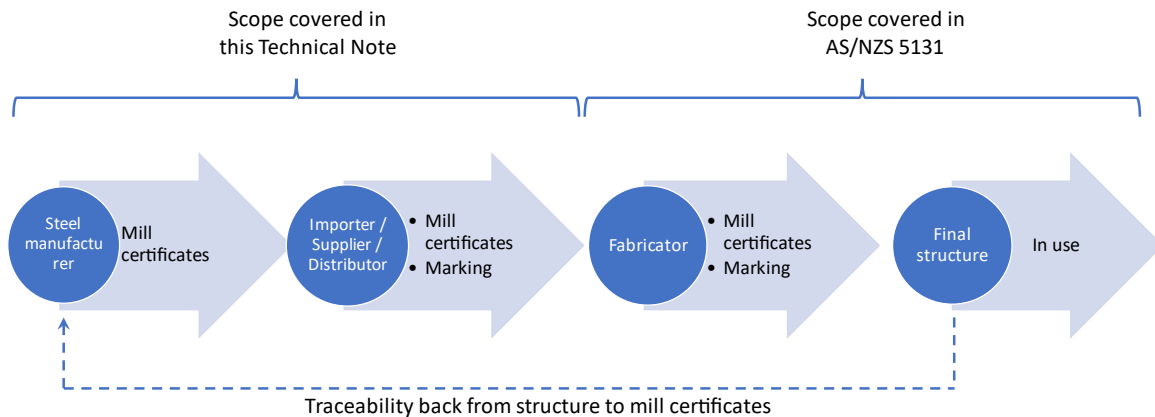 Scope covered in
this Technical Note
Scope covered in
AS/NZS 5131
Steel
manufactu
rer
Mill
certificates
Importer /
Supplier /
Distributor
• Mill
certificates
• Marking
Fabricator
• Mill
certificates
• Marking
Final
structure
In use
Traceability back from structure to mill certificates